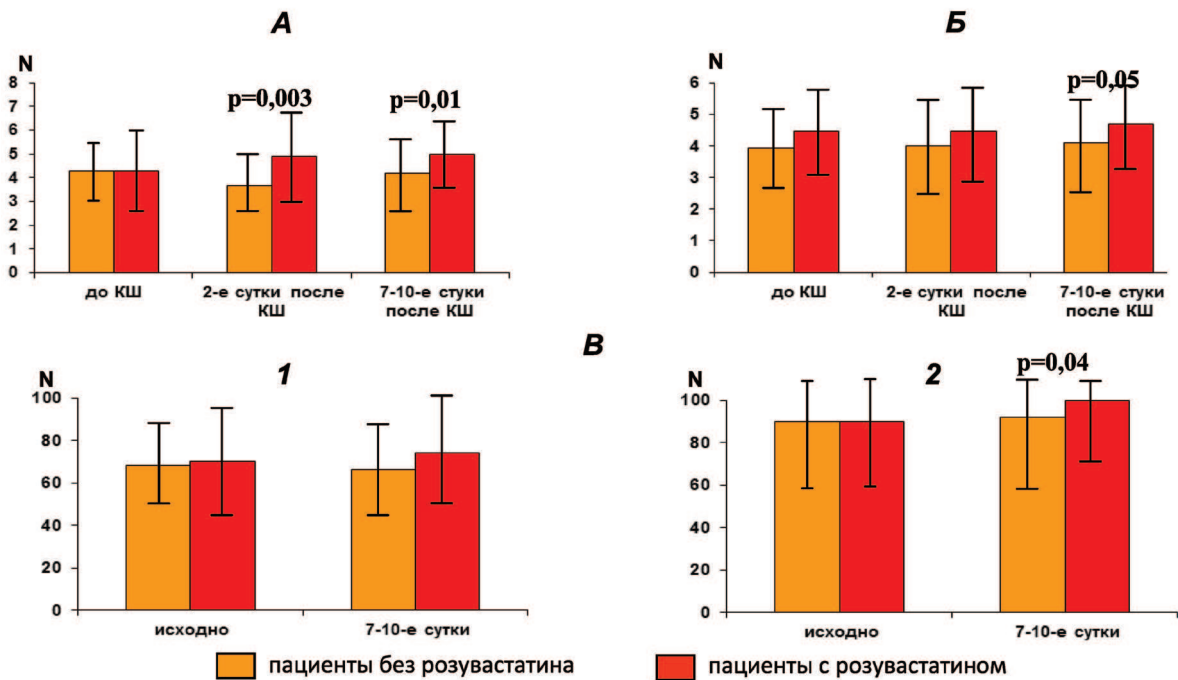 А
N
8
7
6
5
4
3
2
1
0
p=0,003
p=0,01
до КШ
2-е сутки после
КШ
7-10-е стуки
после КШ
Б
N
6
5
4
3
2
1
0
p=0,05
до КШ
2-е сутки после
КШ
7-10-е стуки
после КШ
В
1
N
100
80
60
40
20
0
исходно
7-10-е сутки
2
N
100
80
60
40
20
0
p=0,04
исходно
7-10-е сутки
пациенты без розувастатина
пациенты с розувастатином